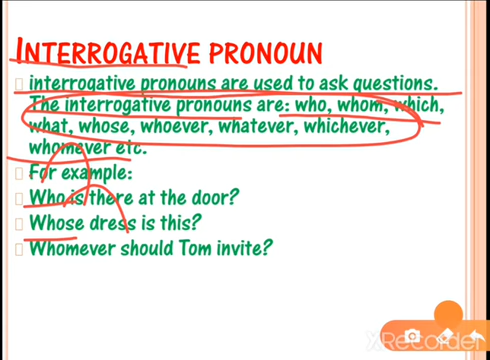 INTERROGATIVE PRONOUN
interrogative pronouns are used to ask questions.
The interrogative pronouns are: who, whom, which,
what, whose, whoever, whatever, whichever,
whomever etc.
For example:
Who is there at the door?
Whose dress is this?
Whomever should Tom invite?
XRecorder